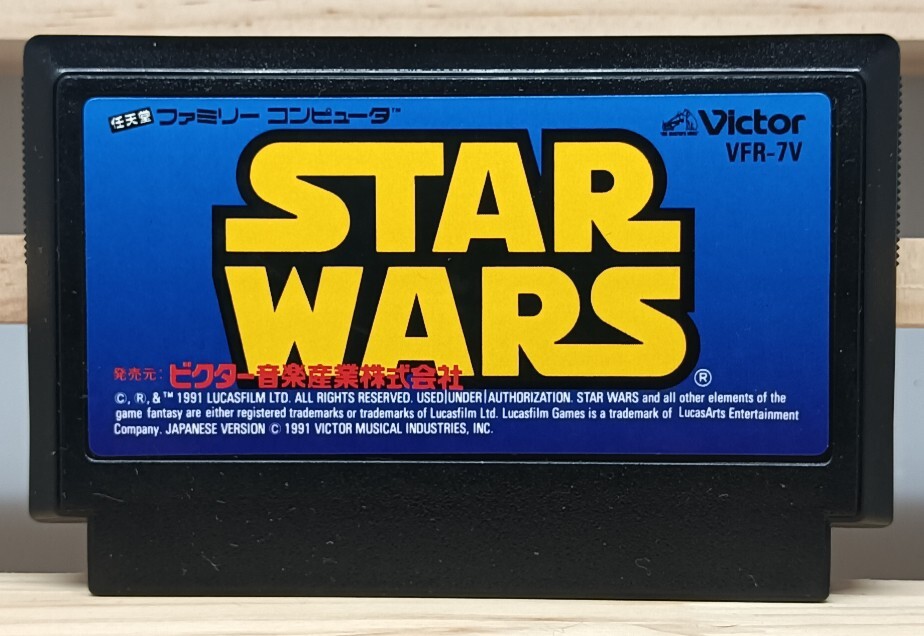 任天堂 ファミリー コンピュータ™
Victor
VFR-7V
STAR
WARS
®
発売元: ビクター音楽産業株式会社
©, ®, & ™ 1991 LUCASFILM LTD. ALL RIGHTS RESERVED. USED UNDER AUTHORIZATION. STAR WARS and all other elements of the
game fantasy are either registered trademarks or trademarks of Lucasfilm Ltd. Lucasfilm Games is a trademark of LucasArts Entertainment
Company. JAPANESE VERSION © 1991 VICTOR MUSICAL INDUSTRIES, INC.